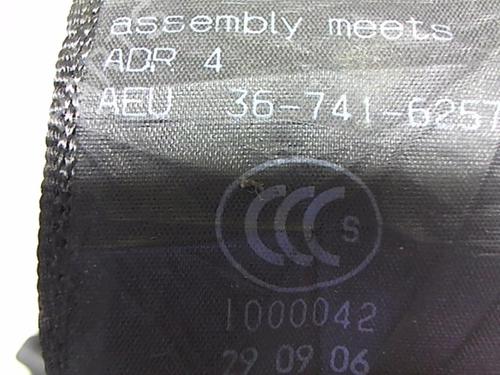 assembly meets
ADR 4
AEU 36-741-6257
CCC S
1000042
29 09 06